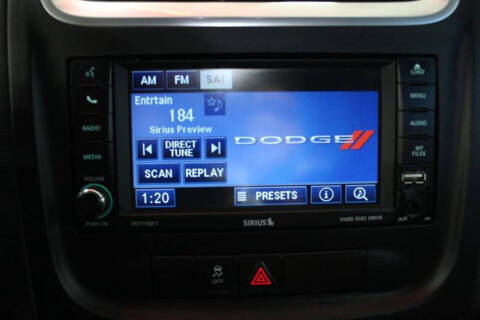 AM FM SAT
LOAD
Entrtain
184
Sirius Preview
MENU
RADIO
DODGE
AUDIO
DIRECT
TUNE
MEDIA
MY
FILES
SCAN REPLAY
VOLUME
1:20 PRESETS i
PUSH ON
AUX
ANTITHEFT
SIRIUS
HARD DISC DRIVE
OFF